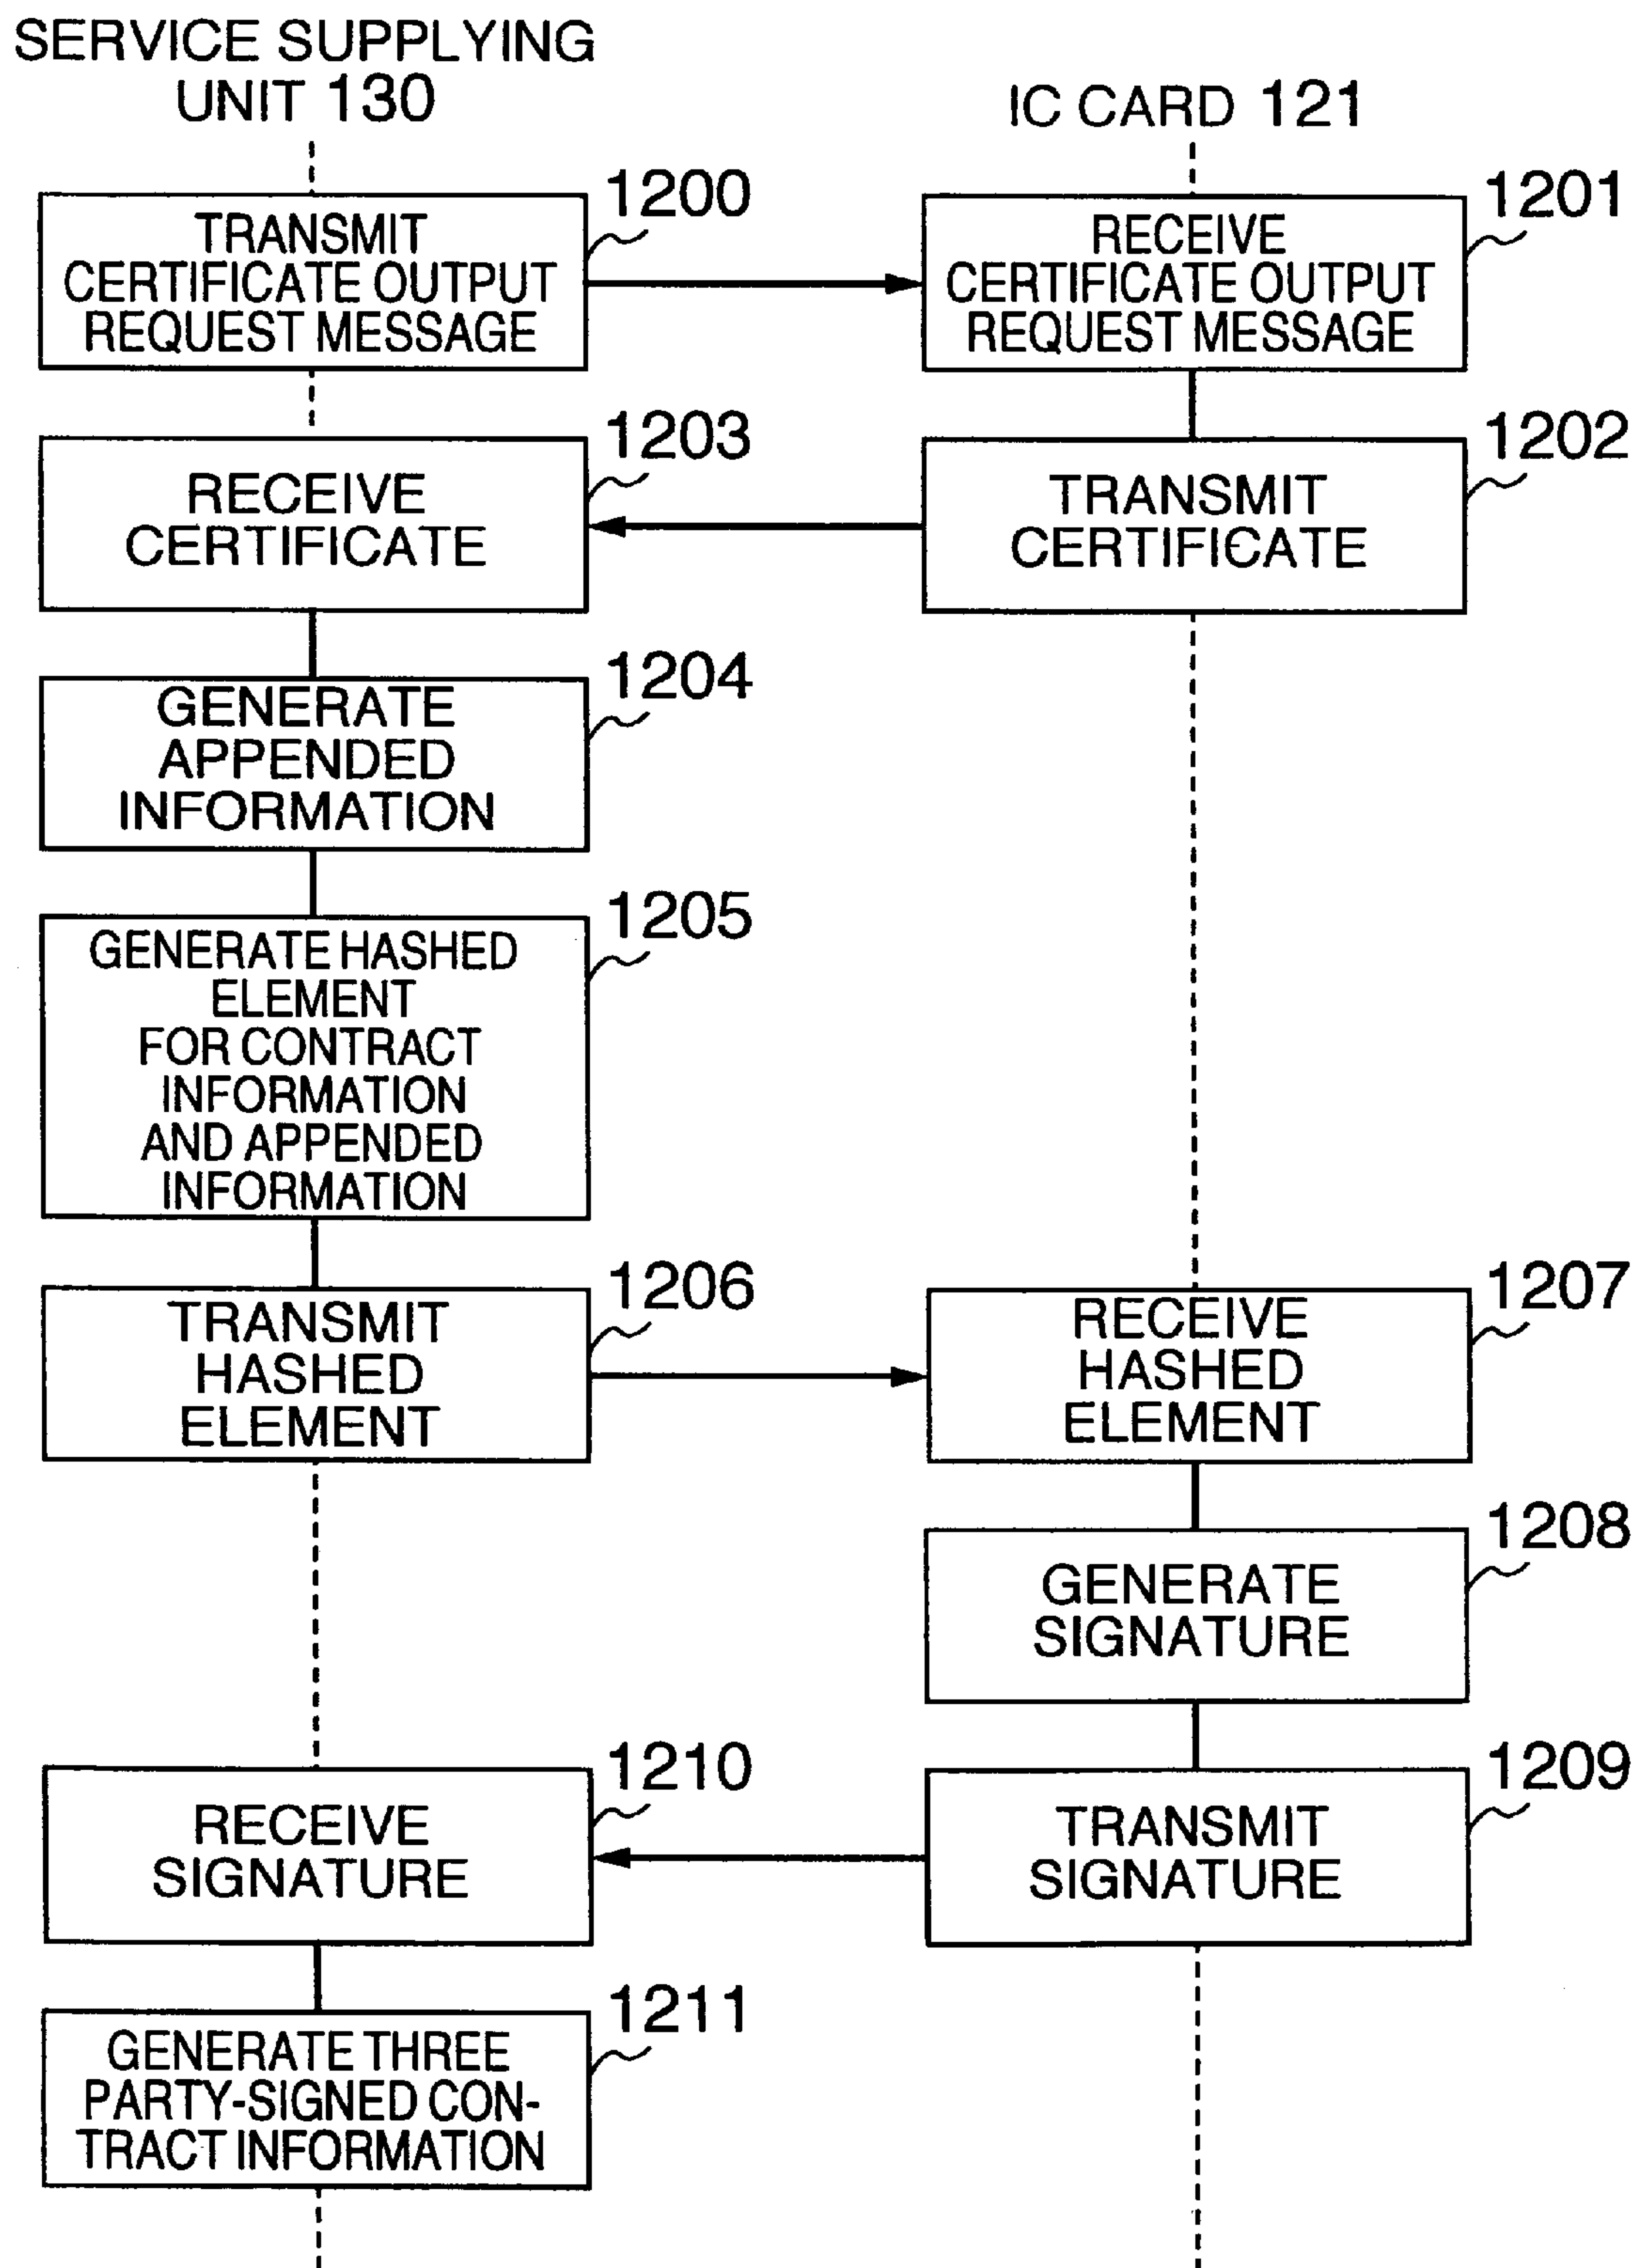 SERVICE SUPPLYING
UNIT 130
IC CARD 121
1200
TRANSMIT
CERTIFICATE OUTPUT
REQUEST MESSAGE
1201
RECEIVE
CERTIFICATE OUTPUT
REQUEST MESSAGE
1203
RECEIVE
CERTIFICATE
1202
TRANSMIT
CERTIFICATE
1204
GENERATE
APPENDED
INFORMATION
1205
GENERATE HASHED
ELEMENT
FOR CONTRACT
INFORMATION
AND APPENDED
INFORMATION
1206
TRANSMIT
HASHED
ELEMENT
1207
RECEIVE
HASHED
ELEMENT
1208
GENERATE
SIGNATURE
1210
RECEIVE
SIGNATURE
1209
TRANSMIT
SIGNATURE
1211
GENERATE THREE
PARTY-SIGNED CON-
TRACT INFORMATION